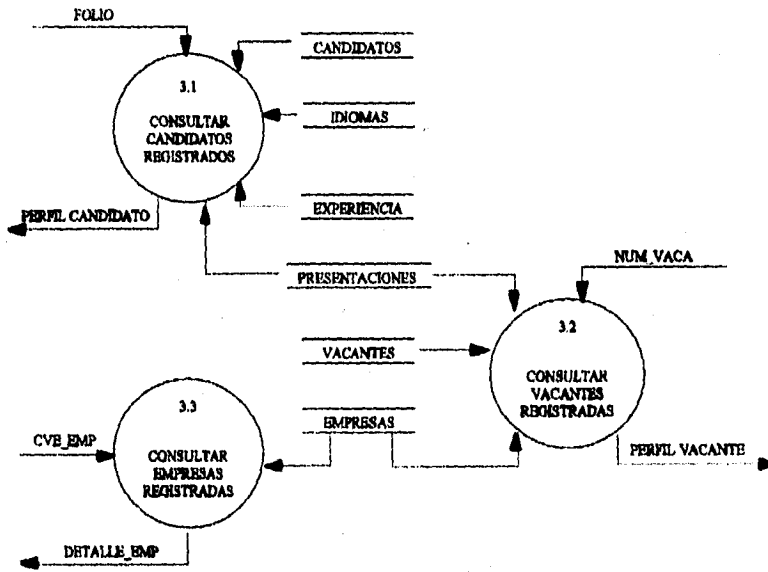 FOLIO
CANDIDATOS
3.1
CONSULTAR
CANDIDATOS
REGISTRADOS
IDIOMAS
EXPERIENCIA
PERFIL CANDIDATO
PRESENTACIONES
NUM_VACA
3.2
CONSULTAR
VACANTES
REGISTRADAS
VACANTES
EMPRESAS
3.3
CONSULTAR
EMPRESAS
REGISTRADAS
CVE_EMP
PERFIL VACANTE
DETALLE_EMP